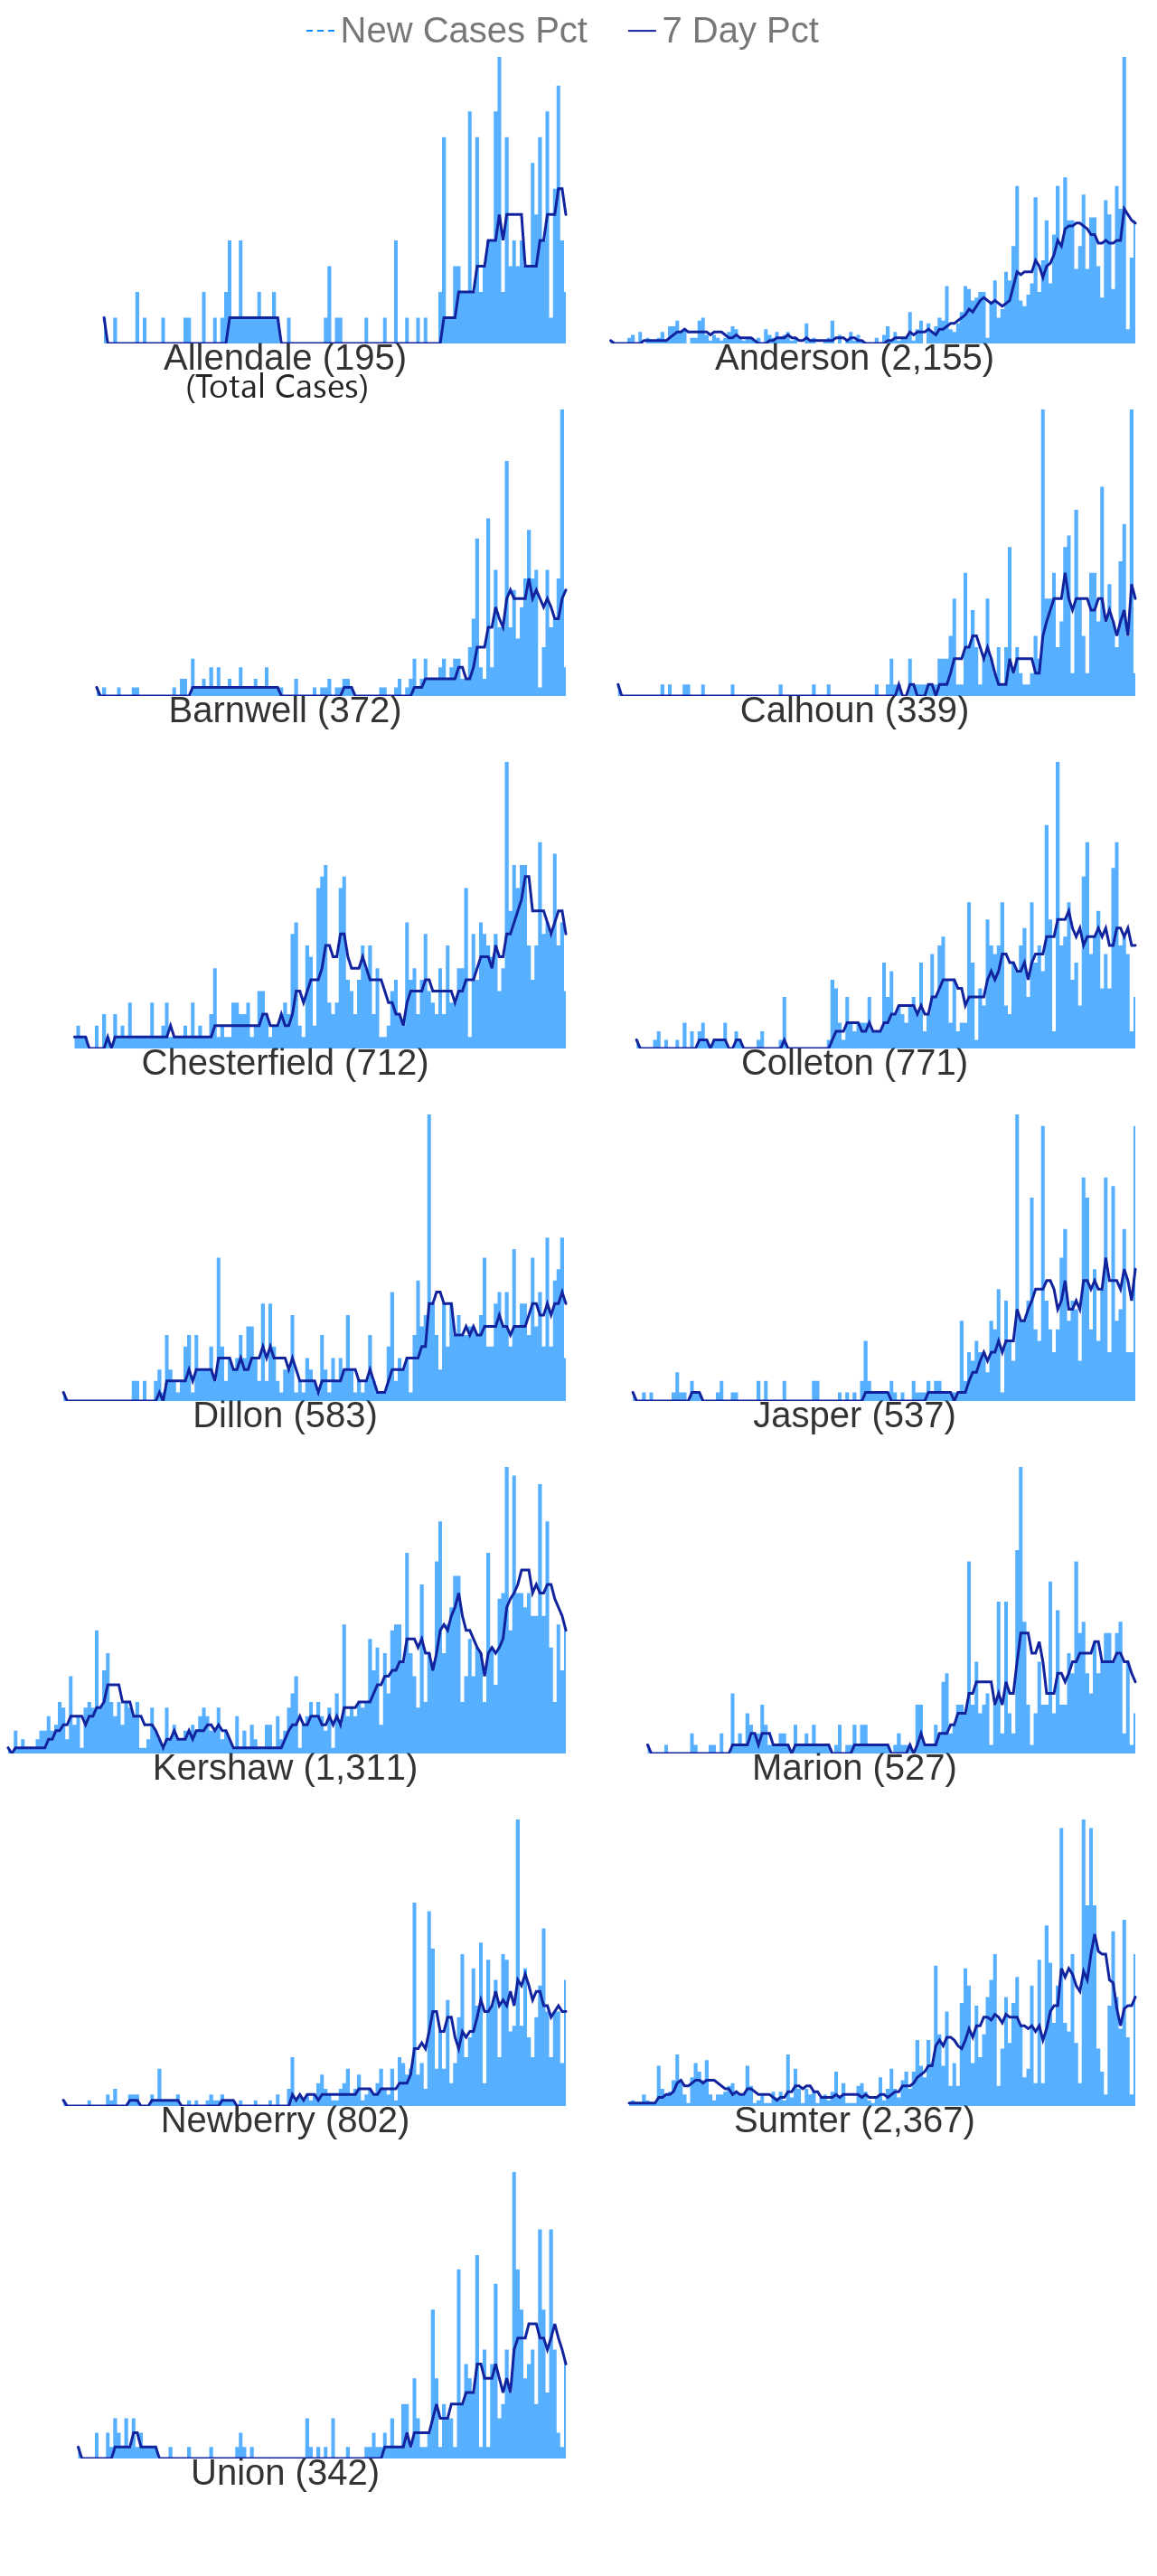 New Cases Pct 7 Day Pct
Allendale (195) Anderson (2,155)
(Total Cases)
Barnwell (372) Calhoun (339)
Chesterfield (712) Colleton (771)
Dillon (583) Jasper (537)
Kershaw (1,311) Marion (527)
Newberry (802) Sumter (2,367)
Union (342)